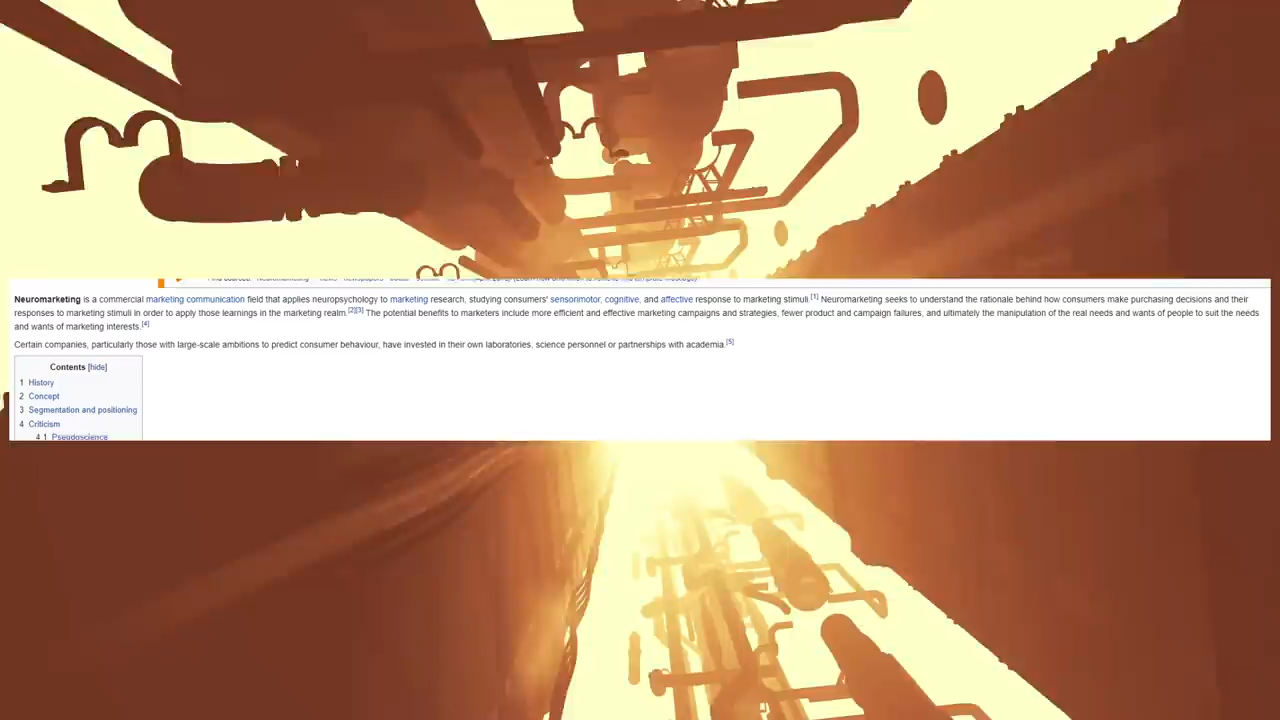 Neuromarketing is a commercial marketing communication field that applies neuropsychology to marketing research, studying consumers' sensorimotor, cognitive, and affective response to marketing stimuli.[1] Neuromarketing seeks to understand the rationale behind how consumers make purchasing decisions and their
responses to marketing stimuli in order to apply those learnings in the marketing realm.[2][3] The potential benefits to marketers include more efficient and effective marketing campaigns and strategies, fewer product and campaign failures, and ultimately the manipulation of the real needs and wants of people to suit the needs
and wants of marketing interests.[4]
Certain companies, particularly those with large-scale ambitions to predict consumer behaviour, have invested in their own laboratories, science personnel or partnerships with academia.[5]
Contents [hide]
1 History
2 Concept
3 Segmentation and positioning
4 Criticism
4.1 Pseudoscience